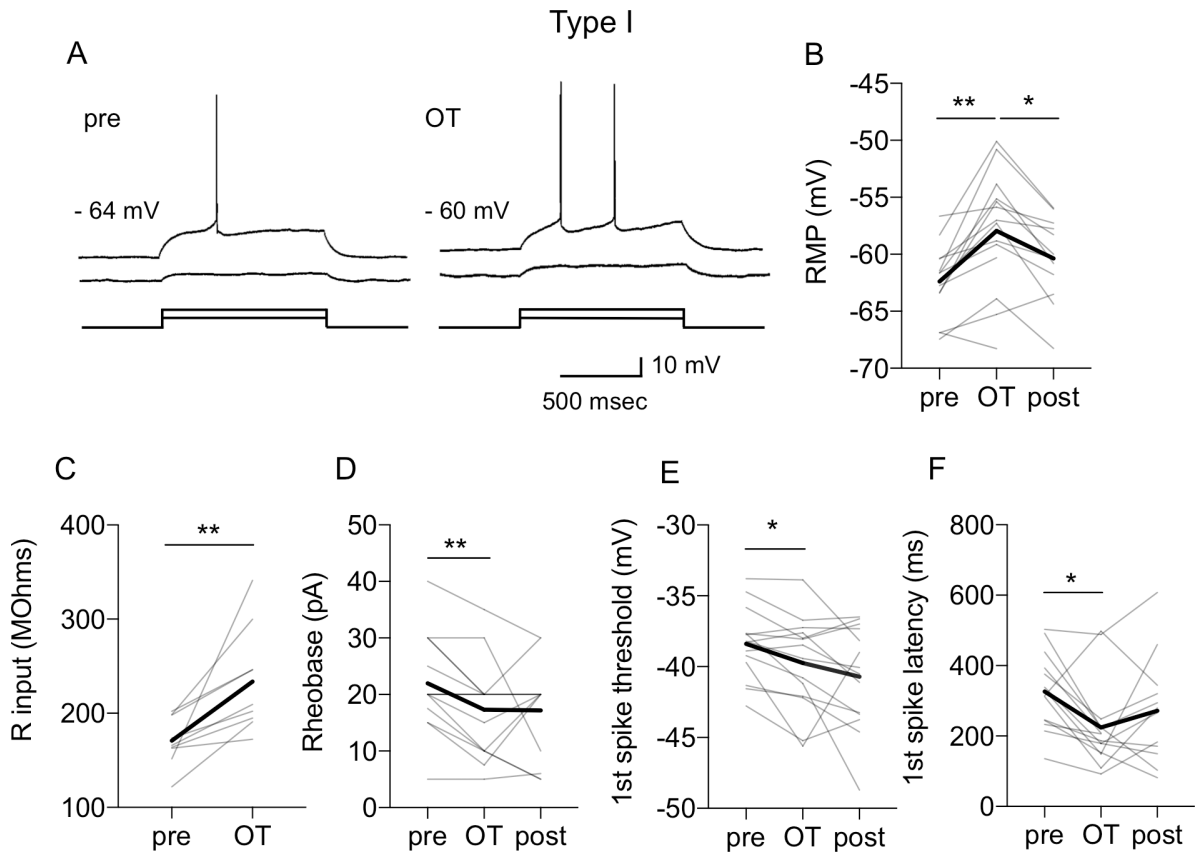 Type I
A
pre
- 64 mV
OT
- 60 mV
10 mV
500 msec
B
RMP (mV)
-45
-50
-55
-60
-65
-70
** *
pre OT post
C
R input (MOhms)
400
300
200
100
**
pre OT
D
Rheobase (pA)
50
40
30
20
10
0
**
pre OT post
E
1st spike threshold (mV)
-30
-35
-40
-45
-50
*
pre OT post
F
1st spike latency (ms)
800
600
400
200
0
*
pre OT post